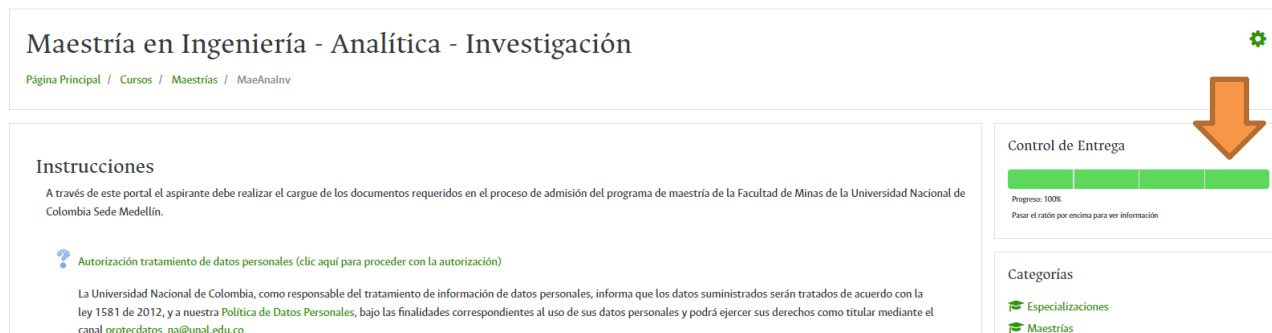 Maestría en Ingeniería - Analítica - Investigación
Página Principal / Cursos / Maestrías / MaeAnaInv
Instrucciones
A través de este portal el aspirante debe realizar el cargue de los documentos requeridos en el proceso de admisión del programa de maestría de la Facultad de Minas de la Universidad Nacional de
Colombia Sede Medellín.
Autorización tratamiento de datos personales (clic aquí para proceder con la autorización)
La Universidad Nacional de Colombia, como responsable del tratamiento de información de datos personales, informa que los datos suministrados serán tratados de acuerdo con la
ley 1581 de 2012, y a nuestra Política de Datos Personales, bajo las finalidades correspondientes al uso de sus datos personales y podrá ejercer sus derechos como titular mediante el
canal protecdatos_na@unal.edu.co
Control de Entrega
Progreso: 100%
Pasar el ratón por encima para ver información
Categorías
Especializaciones
Maestrías